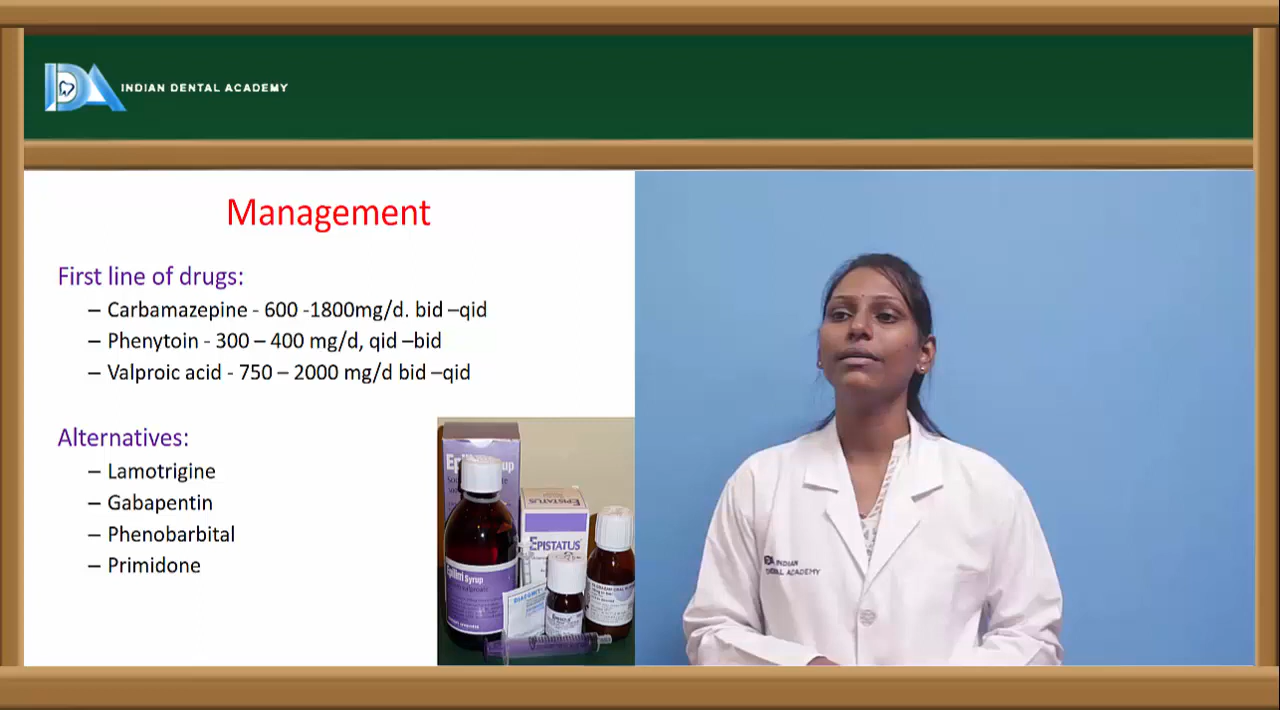 INDIAN DENTAL ACADEMY
Management
First line of drugs:
– Carbamazepine - 600 -1800mg/d. bid –qid
– Phenytoin - 300 – 400 mg/d, qid –bid
– Valproic acid - 750 – 2000 mg/d bid –qid
Alternatives:
– Lamotrigine
– Gabapentin
– Phenobarbital
– Primidone
EPISTATUS
EPISTATUS
Epilim Syrup
INDIAN
DENTAL ACADEMY